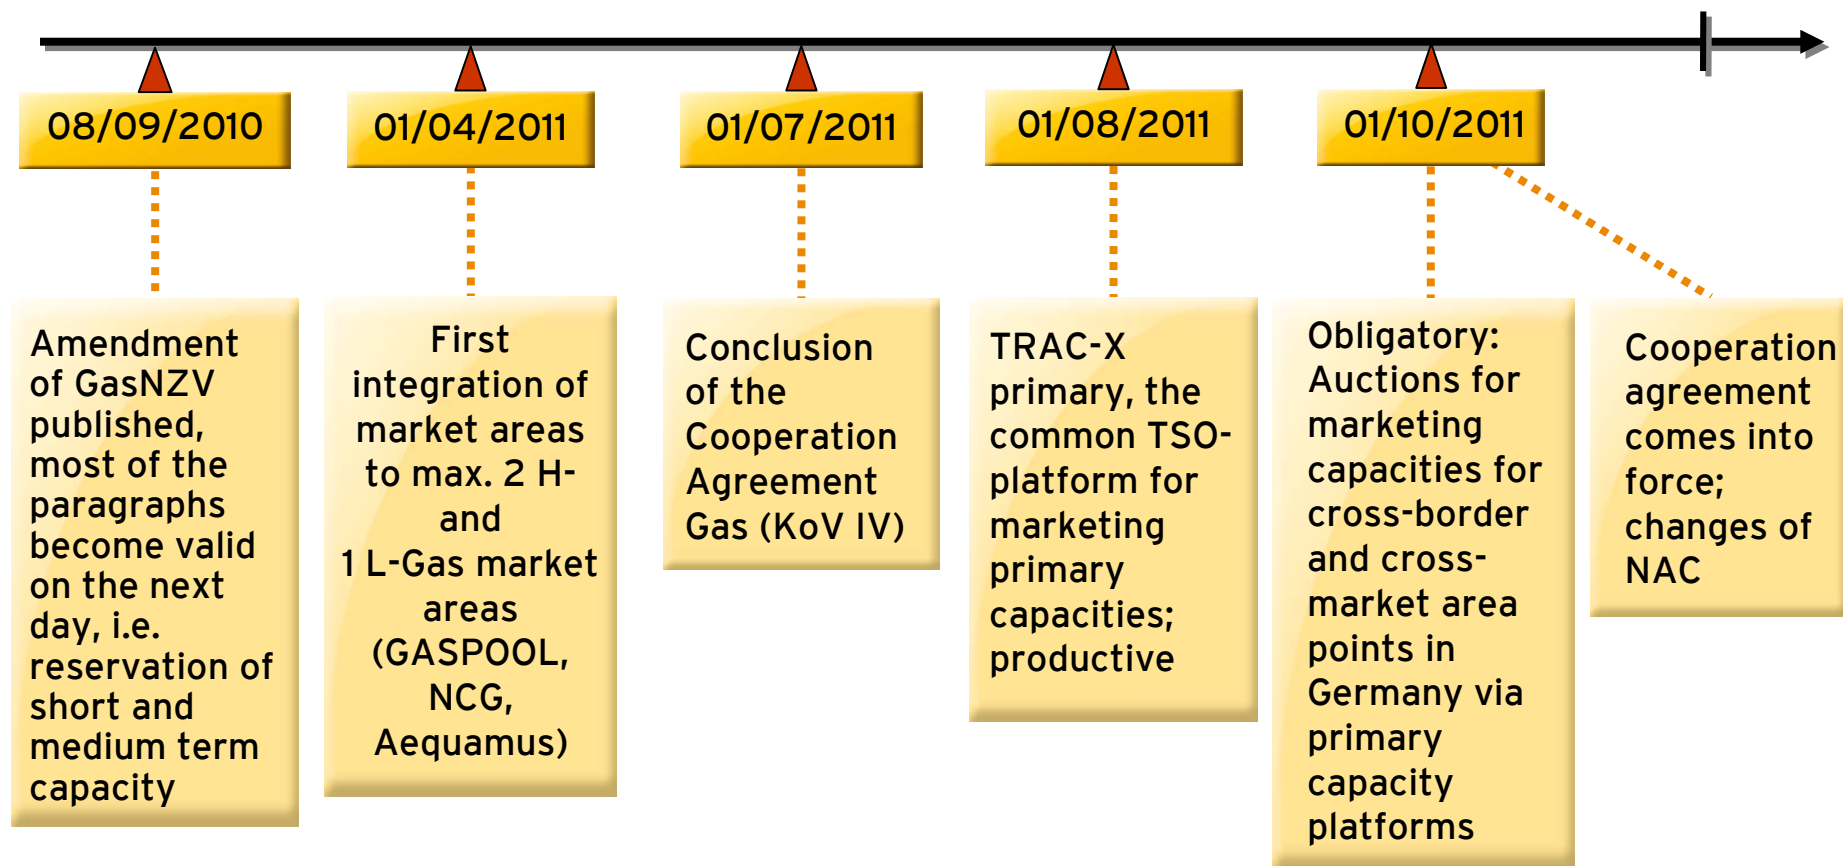 08/09/2010
01/04/2011
01/07/2011
01/08/2011
01/10/2011
Amendment
of GasNZV
published,
most of the
paragraphs
become valid
on the next
day, i.e.
reservation of
short and
medium term
capacity
First
integration of
market areas
to max. 2 H-
and
1 L-Gas market
areas
(GASPOOL,
NCG,
Aequamus)
Conclusion
of the
Cooperation
Agreement
Gas (KoV IV)
TRAC-X
primary, the
common TSO-
platform for
marketing
primary
capacities;
productive
Obligatory:
Auctions for
marketing
capacities for
cross-border
and cross-
market area
points in
Germany via
primary
capacity
platforms
Cooperation
agreement
comes into
force;
changes of
NAC